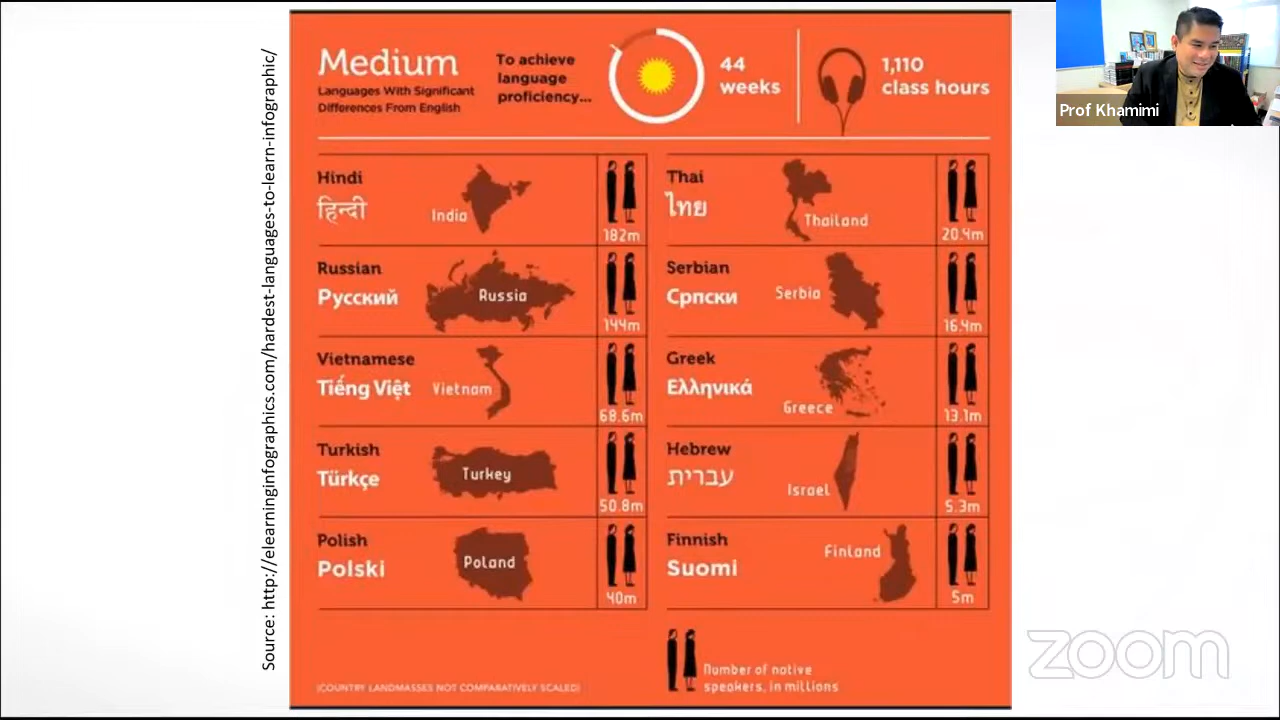 Source: http://elearninginfographics.com/hardest-languages-to-learn-infographic/
Medium
Languages With Significant
Differences From English
To achieve
language
proficiency...
44
weeks
1,110
class hours
Hindi
हिन्दी
India
182m
Russian
Русский
Russia
144m
Vietnamese
Tiếng Việt
Vietnam
68.6m
Turkish
Türkçe
Turkey
50.8m
Polish
Polski
Poland
40m
Thai
ไทย
Thailand
20.4m
Serbian
Српски
Serbia
16.4m
Greek
Ελληνικά
Greece
13.1m
Hebrew
עברית
Israel
5.3m
Finnish
Suomi
Finland
5m
(COUNTRY LANDMASSES NOT COMPARATIVELY SCALED)
Number of native
speakers, in millions
Prof Khamimi
zoom